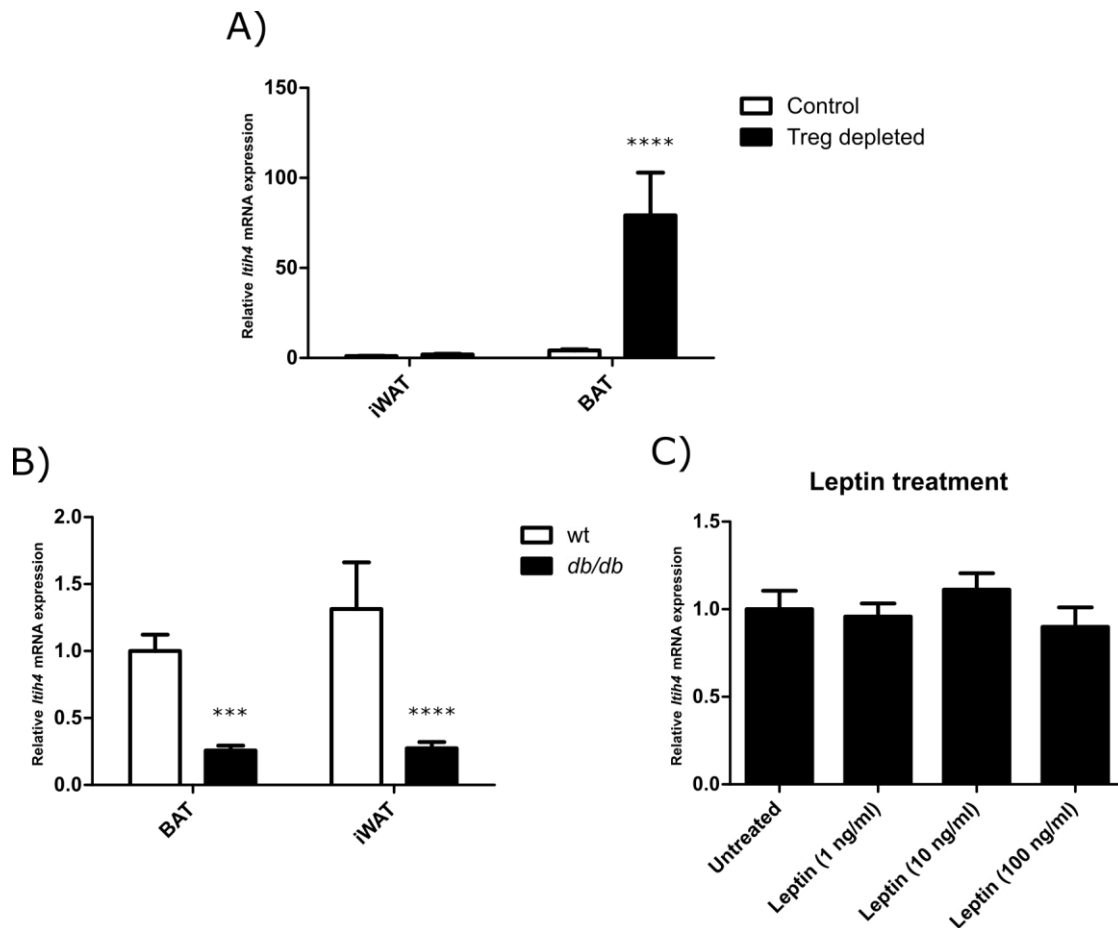 A)
Relative Itih4 mRNA expression
150
100
50
0
****
iWAT
BAT
Control
Treg depleted
B)
Relative Itih4 mRNA expression
2.0
1.5
1.0
0.5
0.0
***
****
BAT
iWAT
wt
db/db
C)
Leptin treatment
Relative Itih4 mRNA expression
1.5
1.0
0.5
0.0
Untreated
Leptin (1 ng/ml)
Leptin (10 ng/ml)
Leptin (100 ng/ml)